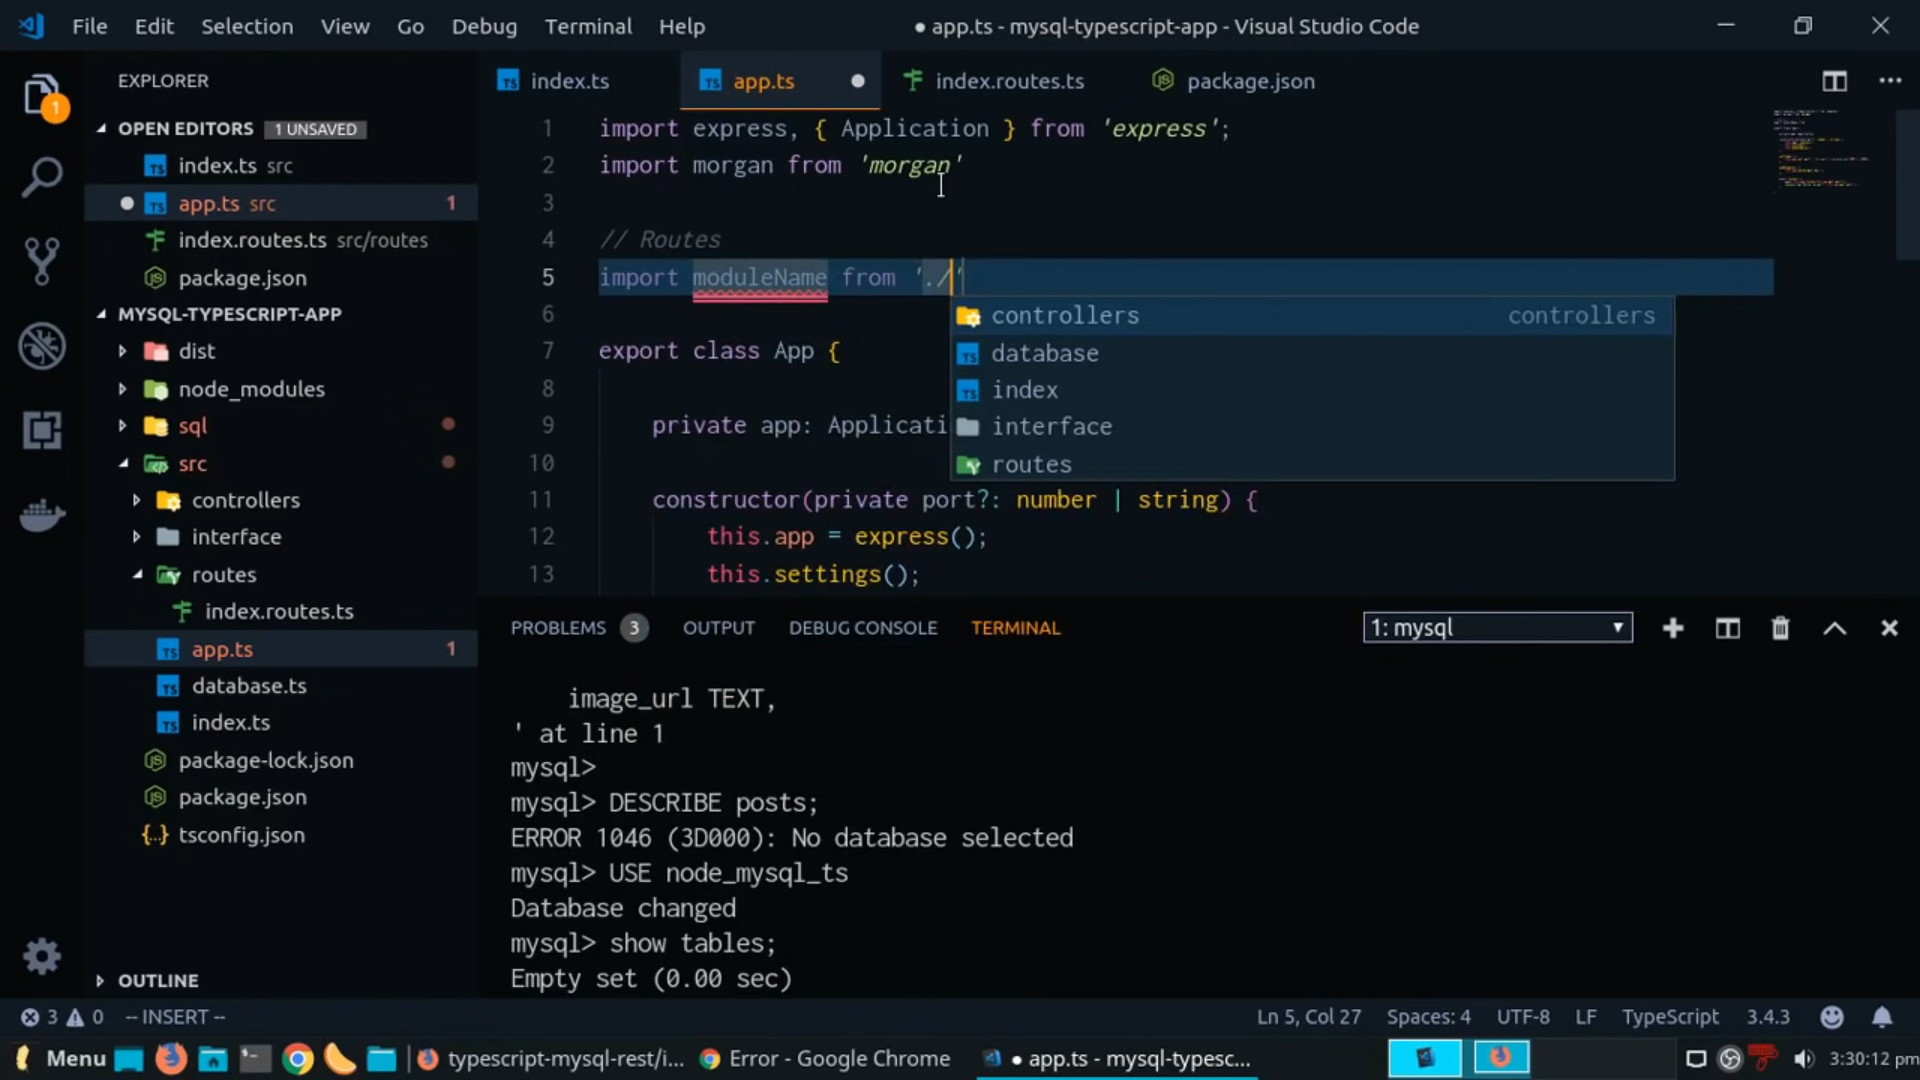 File Edit Selection View Go Debug Terminal Help
● app.ts - mysql-typescript-app - Visual Studio Code
EXPLORER
index.ts
app.ts
index.routes.ts
package.json
1
OPEN EDITORS 1 UNSAVED
index.ts src
app.ts src 1
index.routes.ts src/routes
package.json
MYSQL-TYPESCRIPT-APP
dist
node_modules
sql
src
controllers
interface
routes
index.routes.ts
app.ts 1
database.ts
index.ts
package-lock.json
package.json
tsconfig.json
OUTLINE
1 import express, { Application } from 'express';
2 import morgan from 'morgan'
3
4 // Routes
5 import moduleName from './'
6
7 export class App {
8
9 private app: Applicati
10
11 constructor(private port?: number | string) {
12 this.app = express();
13 this.settings();
controllers controllers
database
index
interface
routes
PROBLEMS 3 OUTPUT DEBUG CONSOLE TERMINAL 1: mysql
image_url TEXT,
' at line 1
mysql>
mysql> DESCRIBE posts;
ERROR 1046 (3D000): No database selected
mysql> USE node_mysql_ts
Database changed
mysql> show tables;
Empty set (0.00 sec)
3 0 -- INSERT -- Ln 5, Col 27 Spaces: 4 UTF-8 LF TypeScript 3.4.3
Menu typescript-mysql-rest/i... Error - Google Chrome ● app.ts - mysql-typesc... 3:30:12 pm